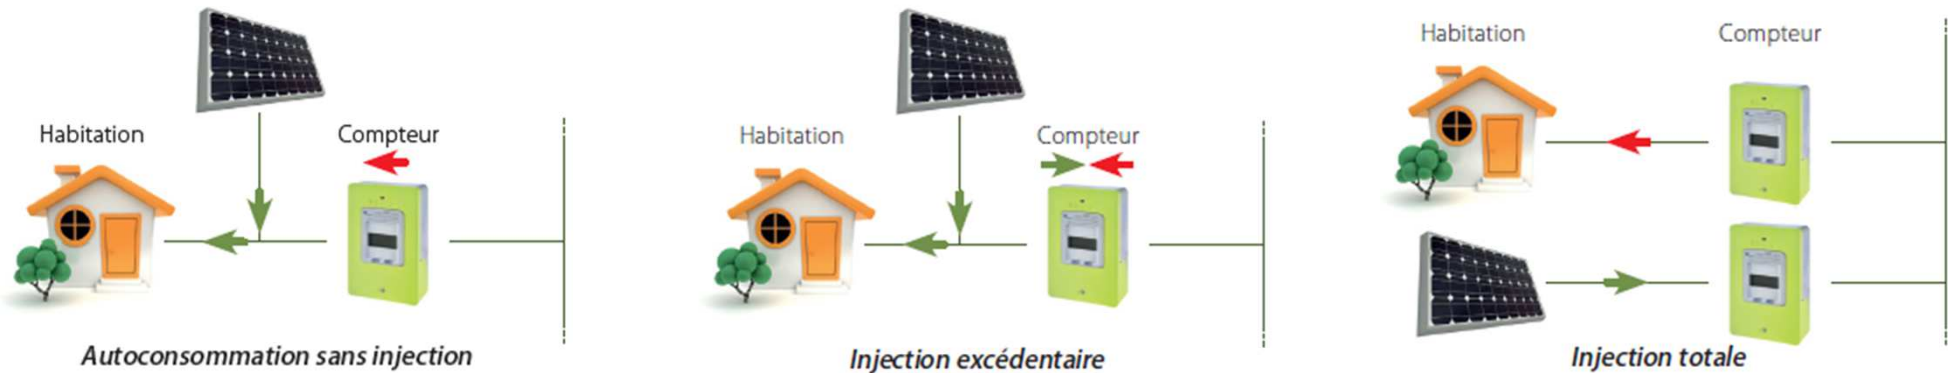 Habitation
Compteur
Autoconsommation sans injection
Habitation
Compteur
Injection excédentaire
Habitation
Compteur
Injection totale